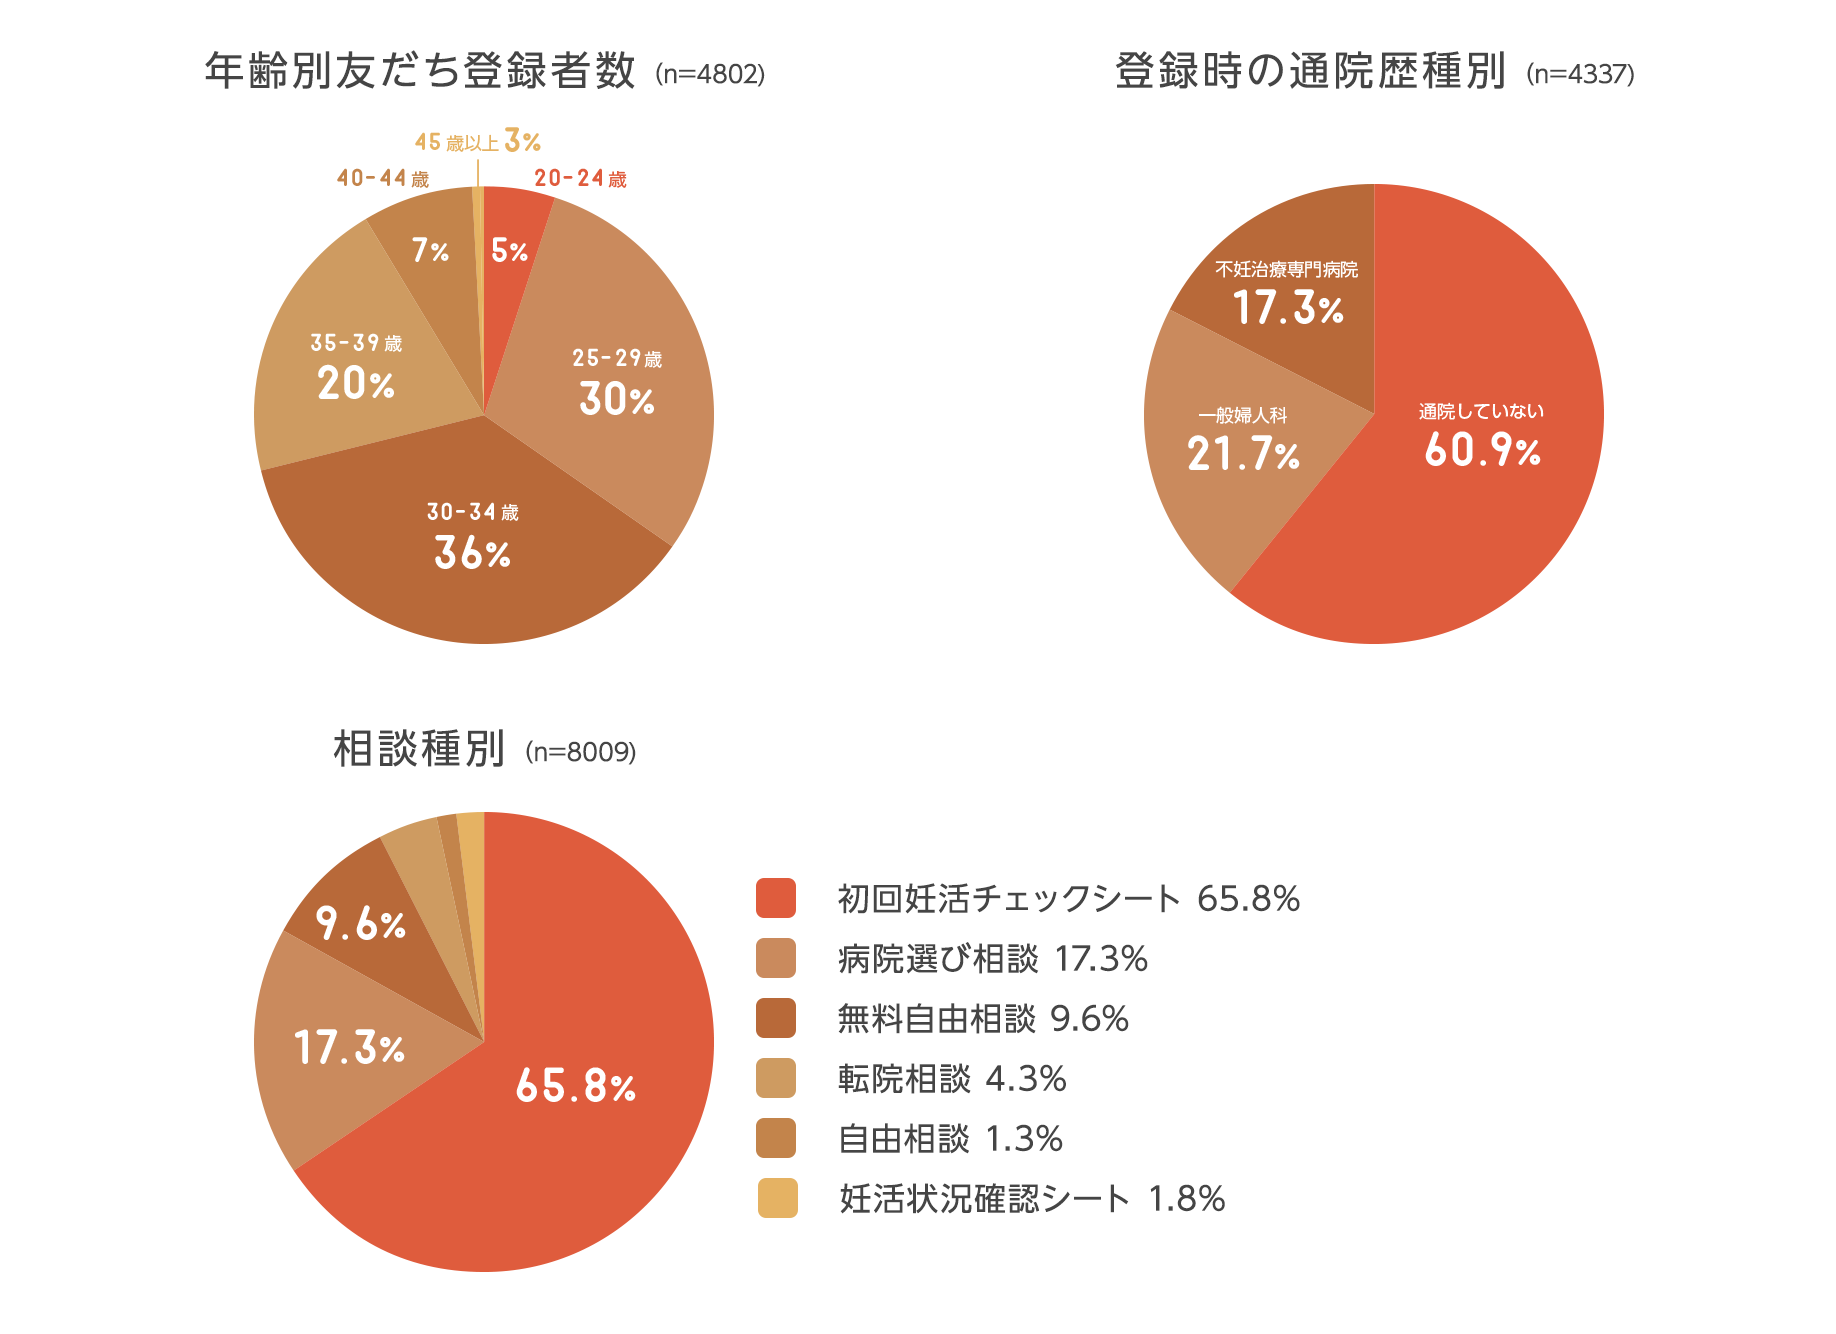 年齢別友だち登録者数 (n=4802)
45歳以上 3%
40-44歳
20-24歳
7%
5%
35-39歳
20%
25-29歳
30%
30-34歳
36%
登録時の通院歴種別 (n=4337)
不妊治療専門病院
17.3%
一般婦人科
21.7%
通院していない
60.9%
相談種別 (n=8009)
9.6%
17.3%
65.8%
初回妊活チェックシート 65.8%
病院選び相談 17.3%
無料自由相談 9.6%
転院相談 4.3%
自由相談 1.3%
妊活状況確認シート 1.8%